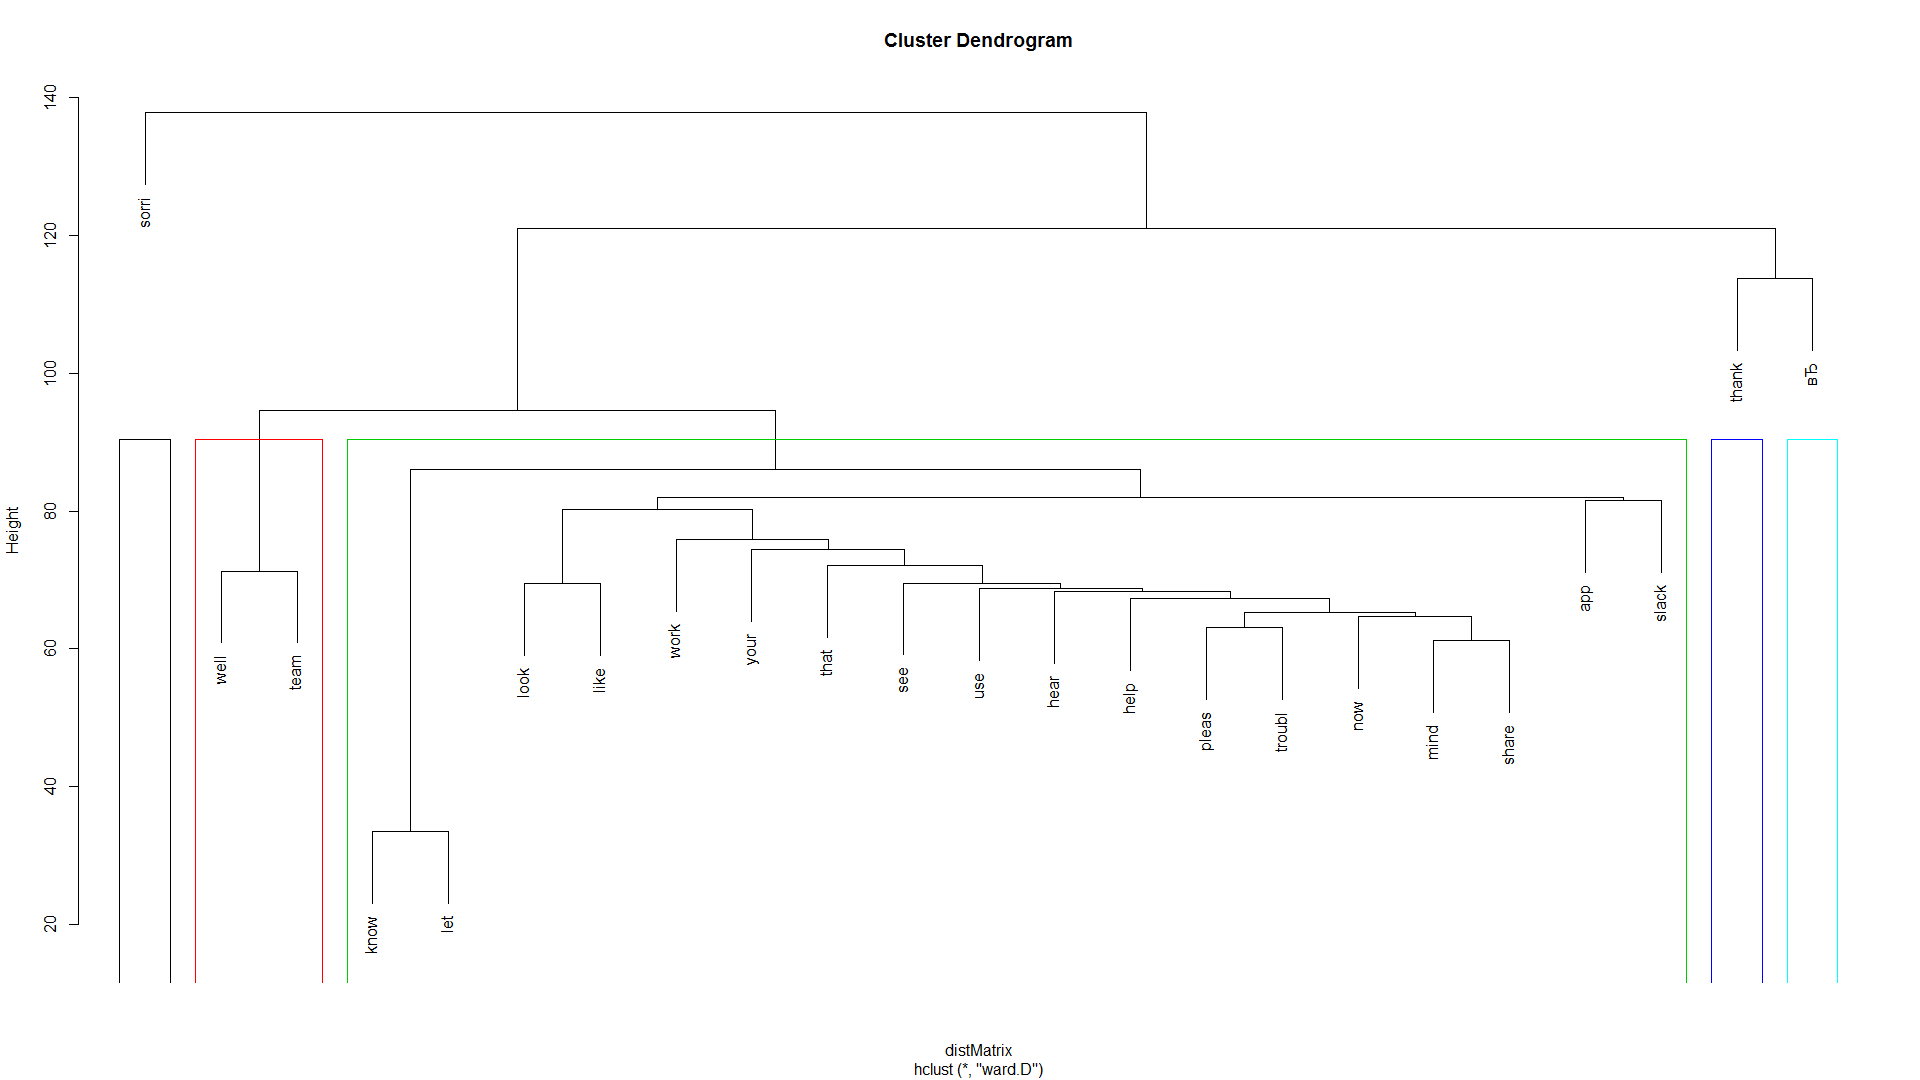 Cluster Dendrogram
Height
140
120
100
80
60
40
20
sorri
well
team
know
let
look
like
work
your
that
see
use
hear
help
pleas
troubl
now
mind
share
app
slack
thank
вЂ
distMatrix
hclust (*, "ward.D")